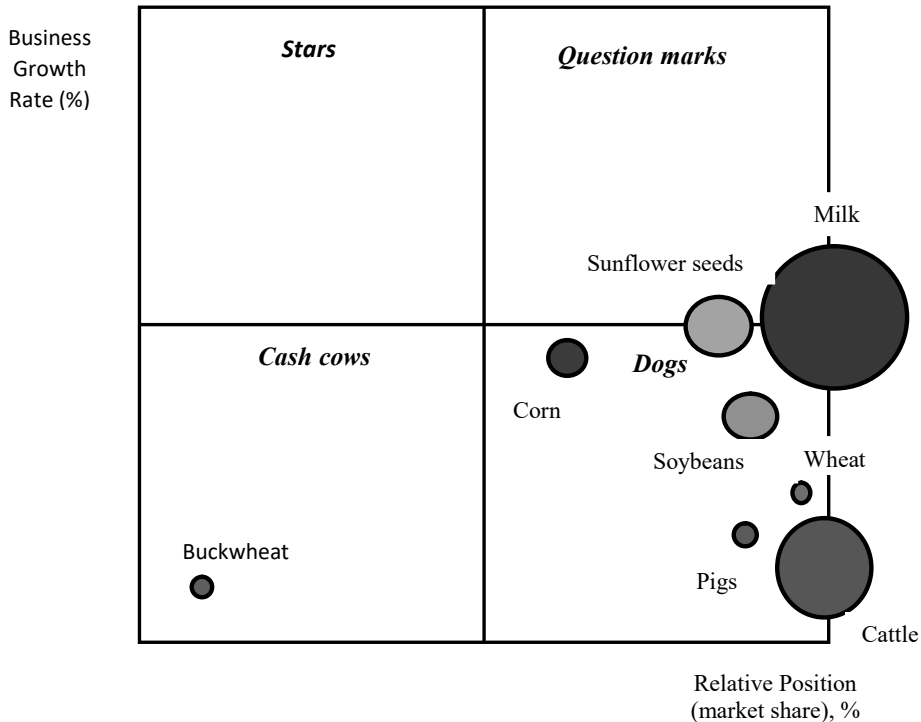 Business
Growth
Rate (%)
Stars
Question marks
Milk
Sunflower seeds
Cash cows
Dogs
Corn
Soybeans
Wheat
Buckwheat
Pigs
Cattle
Relative Position
(market share), %